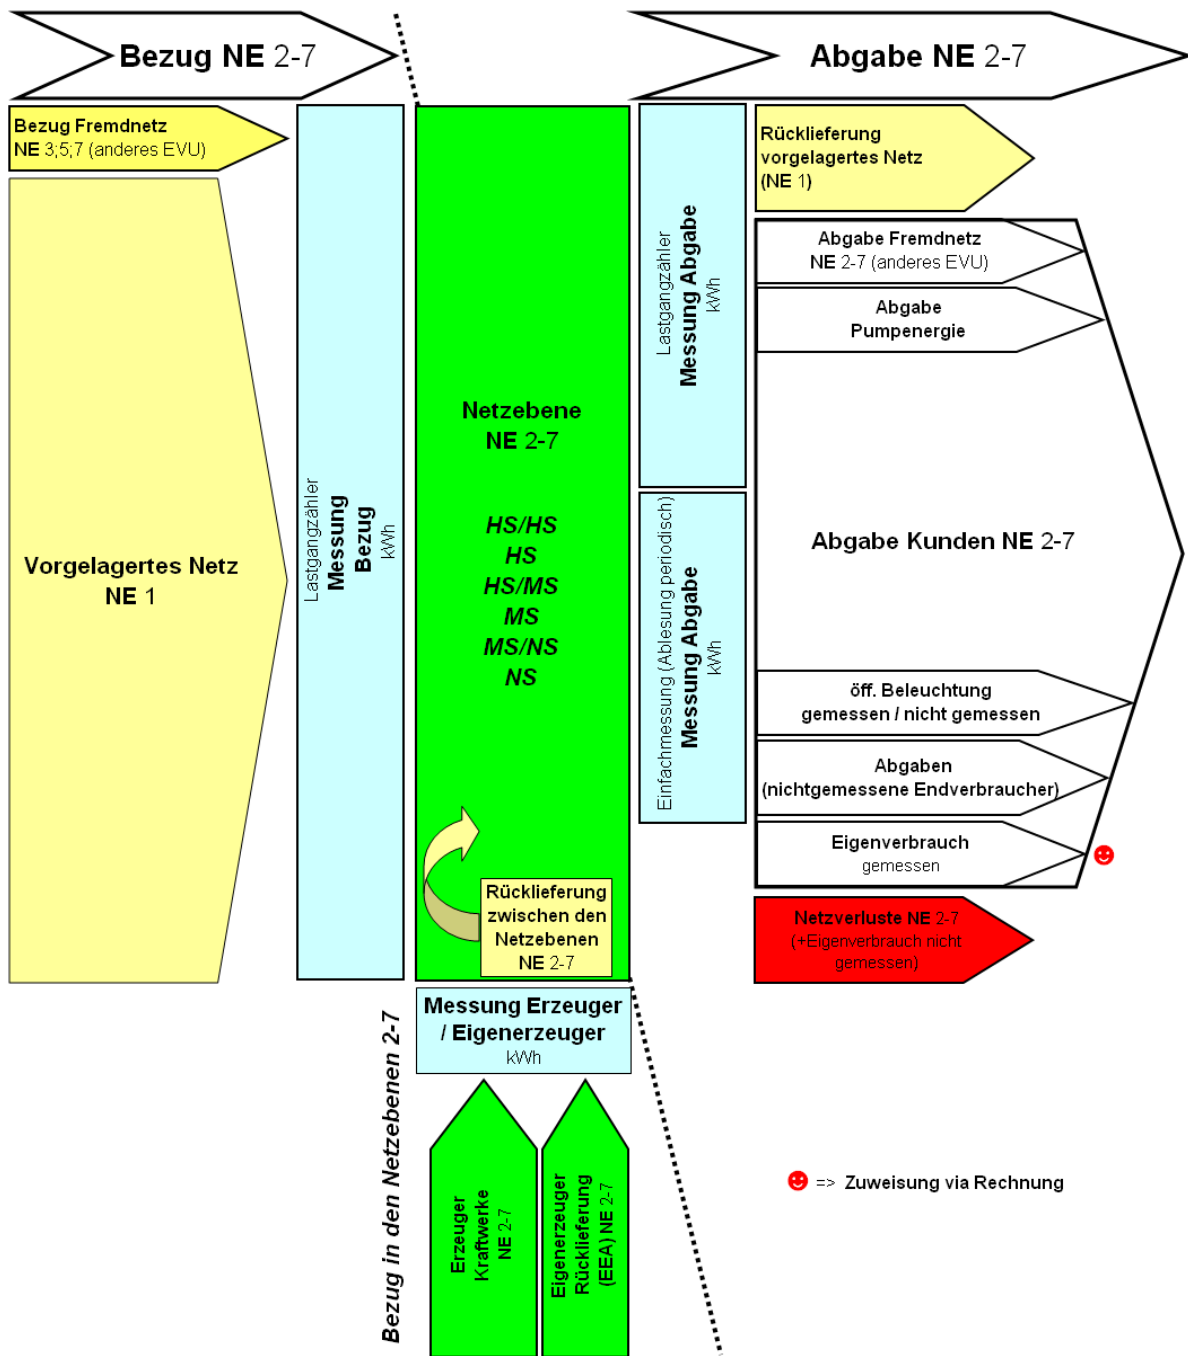 Bezug NE 2-7
Abgabe NE 2-7
Bezug Fremdnetz
NE 3;5;7 (anderes EVU)
Vorgelagertes Netz
NE 1
Lastgangzähler
Messung
Bezug
kWh
Netzebene
NE 2-7
HS/HS
HS
HS/MS
MS
MS/NS
NS
Rücklieferung
zwischen den
Netzebenen
NE 2-7
Lastgangzähler
Messung Abgabe
kWh
Einfachmessung (Ablesung periodisch)
Messung Abgabe
kWh
Rücklieferung
vorgelagertes Netz
(NE 1)
Abgabe Fremdnetz
NE 2-7 (anderes EVU)
Abgabe
Pumpenergie
Abgabe Kunden NE 2-7
öff. Beleuchtung
gemessen / nicht gemessen
Abgaben
(nichtgemessene Endverbraucher)
Eigenverbrauch
gemessen
Netzverluste NE 2-7
(+Eigenverbrauch nicht
gemessen)
Bezug in den Netzebenen 2-7
Messung Erzeuger
/ Eigenerzeuger
kWh
Erzeuger
Kraftwerke
NE 2-7
Eigenerzeuger
Rücklieferung
(EEA) NE 2-7
=> Zuweisung via Rechnung